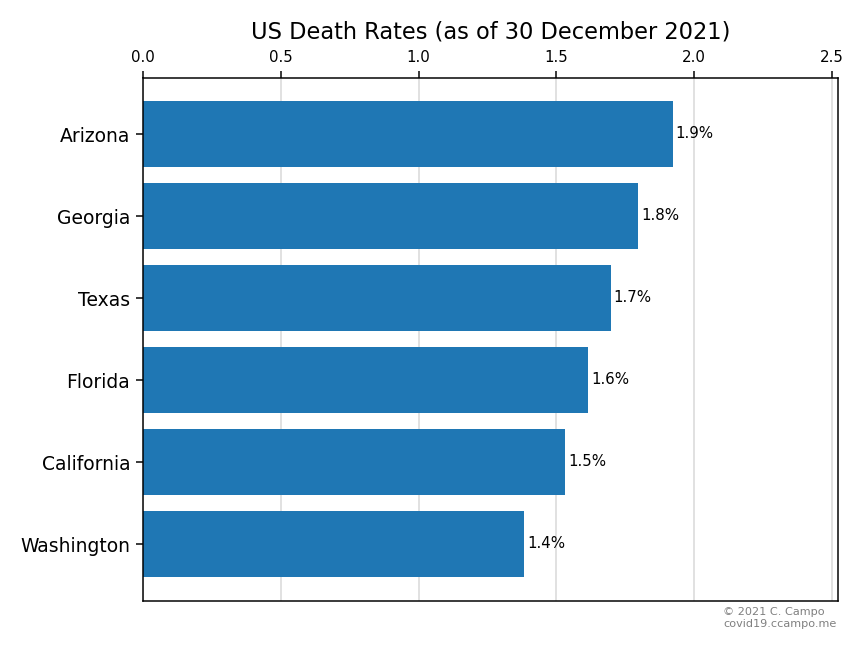 US Death Rates (as of 30 December 2021)
0.0 0.5 1.0 1.5 2.0 2.5
Arizona 1.9%
Georgia 1.8%
Texas 1.7%
Florida 1.6%
California 1.5%
Washington 1.4%
© 2021 C. Campo
covid19.ccampo.me